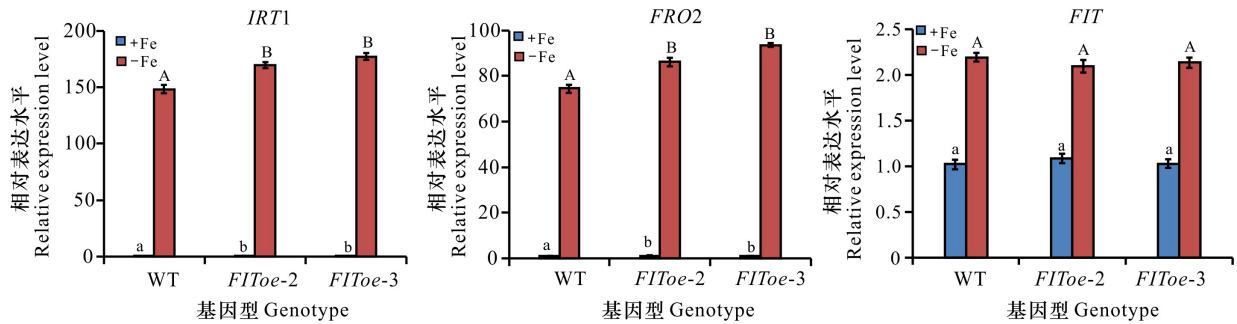 IRT1
+Fe
−Fe
相对表达水平
Relative expression level
200
150
100
50
0
a
A
b
B
b
B
WT
FIToe-2
FIToe-3
基因型 Genotype
FRO2
+Fe
−Fe
相对表达水平
Relative expression level
100
80
60
40
20
0
a
A
b
B
b
B
WT
FIToe-2
FIToe-3
基因型 Genotype
FIT
+Fe
−Fe
相对表达水平
Relative expression level
2.5
2.0
1.5
1.0
0.5
0
a
A
a
A
a
A
WT
FIToe-2
FIToe-3
基因型 Genotype